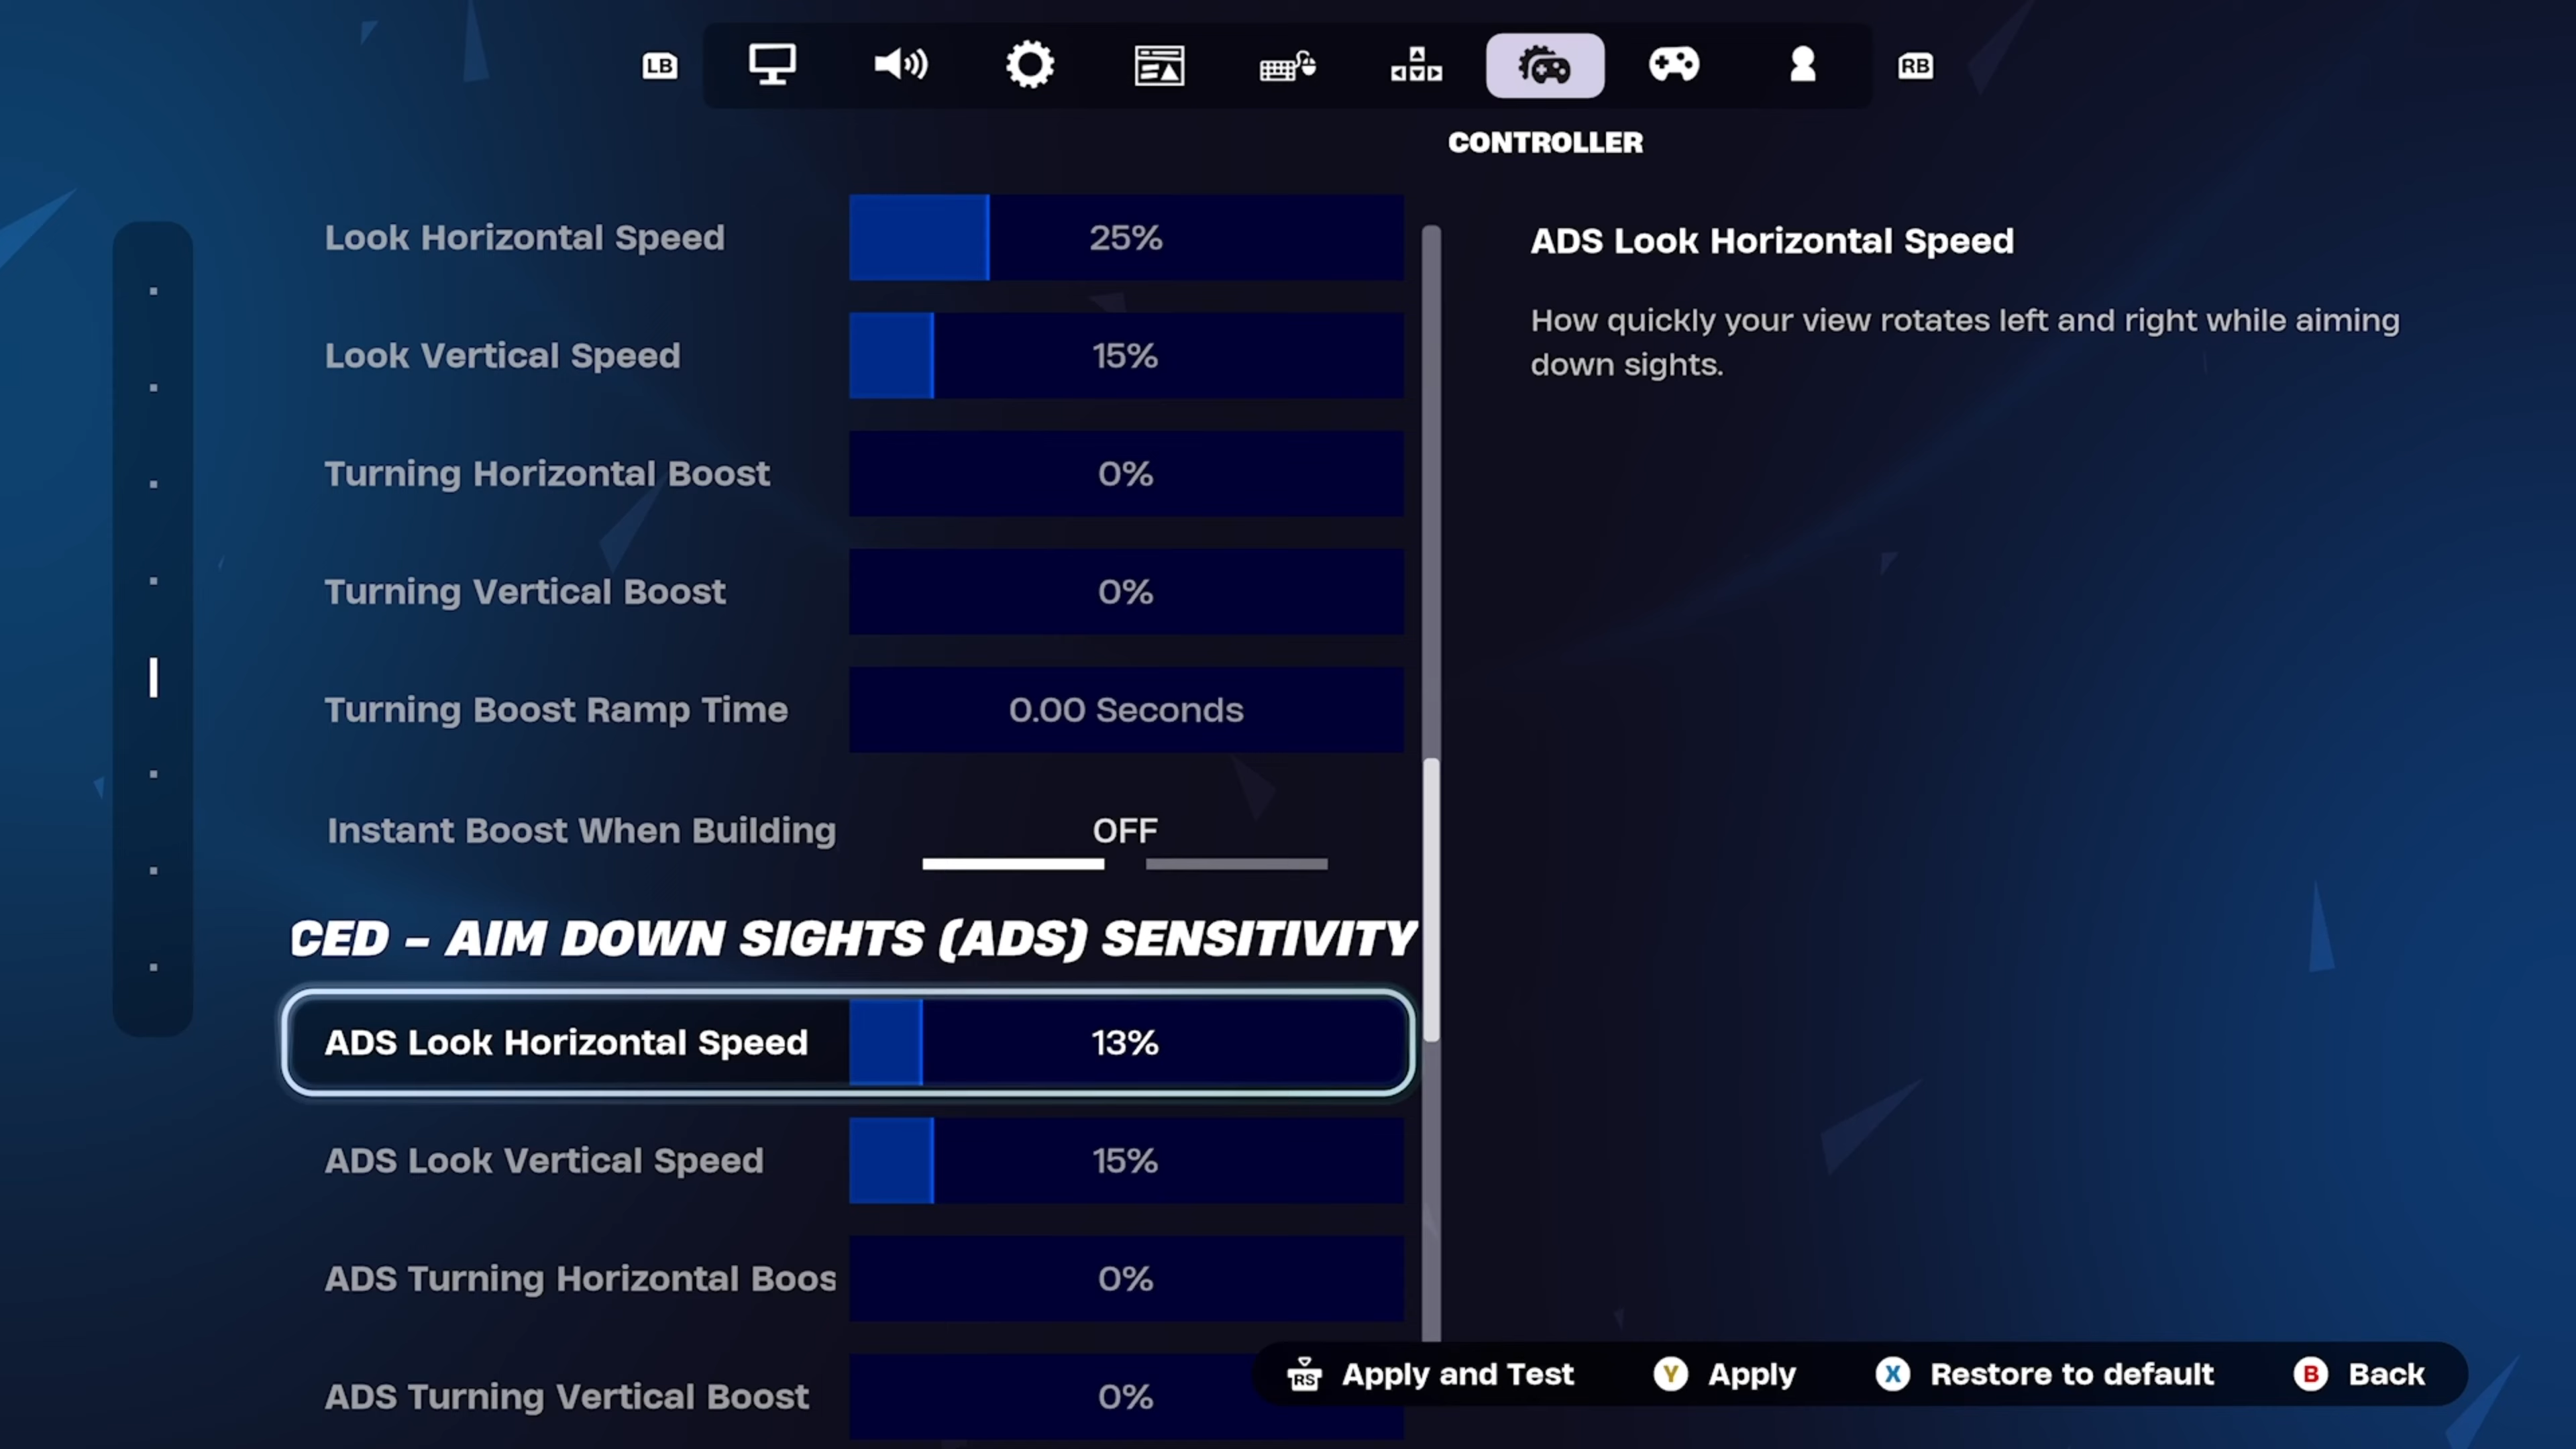 LB
RB
CONTROLLER
Look Horizontal Speed
25%
Look Vertical Speed
15%
Turning Horizontal Boost
0%
Turning Vertical Boost
0%
Turning Boost Ramp Time
0.00 Seconds
Instant Boost When Building
OFF
CED - AIM DOWN SIGHTS (ADS) SENSITIVITY
ADS Look Horizontal Speed
13%
ADS Look Vertical Speed
15%
ADS Turning Horizontal Boos
0%
ADS Turning Vertical Boost
0%
ADS Look Horizontal Speed
How quickly your view rotates left and right while aiming
down sights.
RS Apply and Test
Y Apply
X Restore to default
B Back